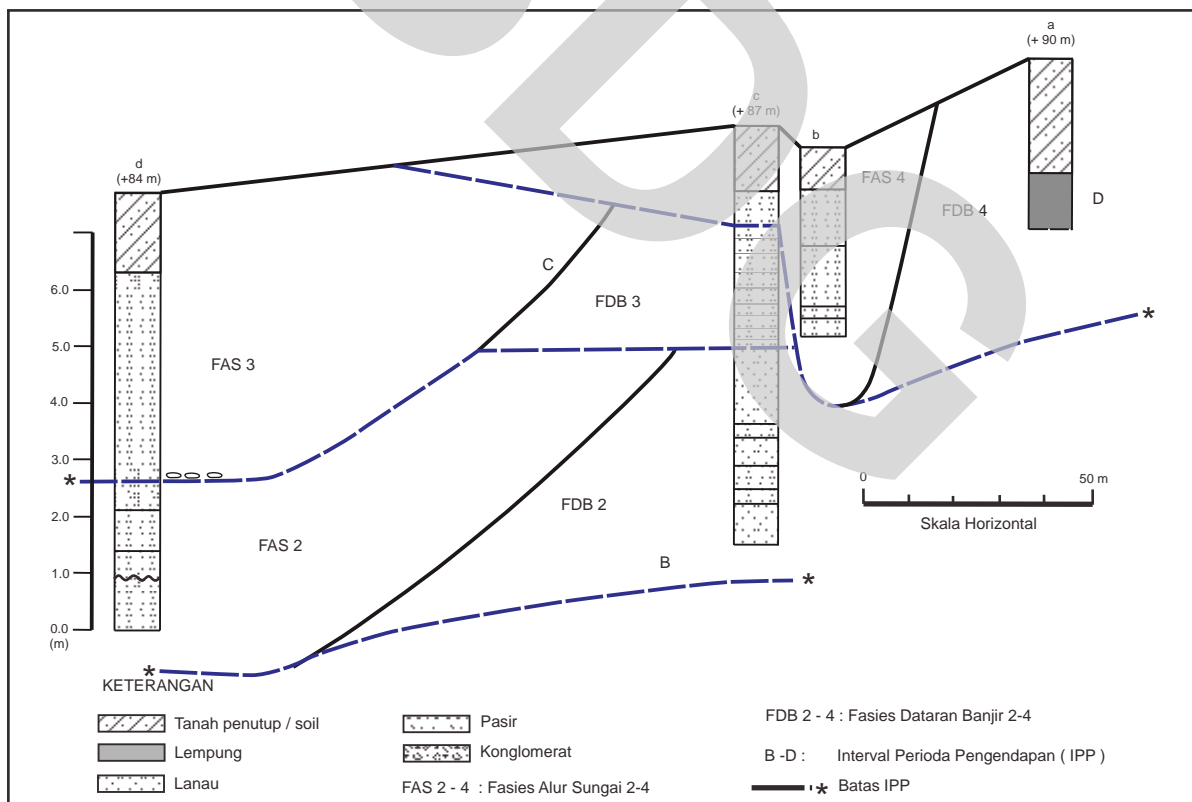 a
(+ 90 m)
c
(+ 87 m)
b
d
(+84 m)
FAS 4
FDB 4
D
C
FDB 3
6.0
5.0
FAS 3
4.0
3.0
*
*
0
50 m
Skala Horizontal
2.0
FDB 2
FAS 2
B
1.0
*
0.0
(m)
*
KETERANGAN
Tanah penutup / soil
Lempung
Lanau
Pasir
Konglomerat
FAS 2 - 4 : Fasies Alur Sungai 2-4
FDB 2 - 4 : Fasies Dataran Banjir 2-4
B -D : Interval Perioda Pengendapan ( IPP )
* Batas IPP